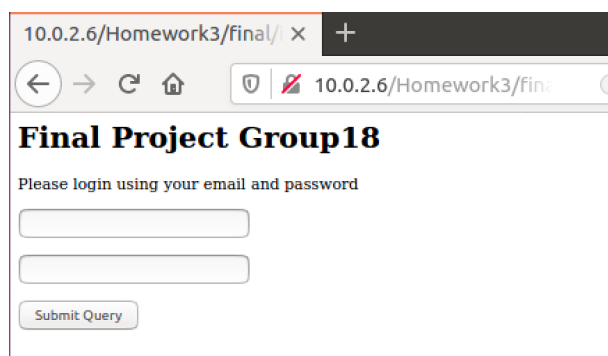 10.0.2.6/Homework3/final/
10.0.2.6/Homework3/fina
Final Project Group18
Please login using your email and password
Submit Query